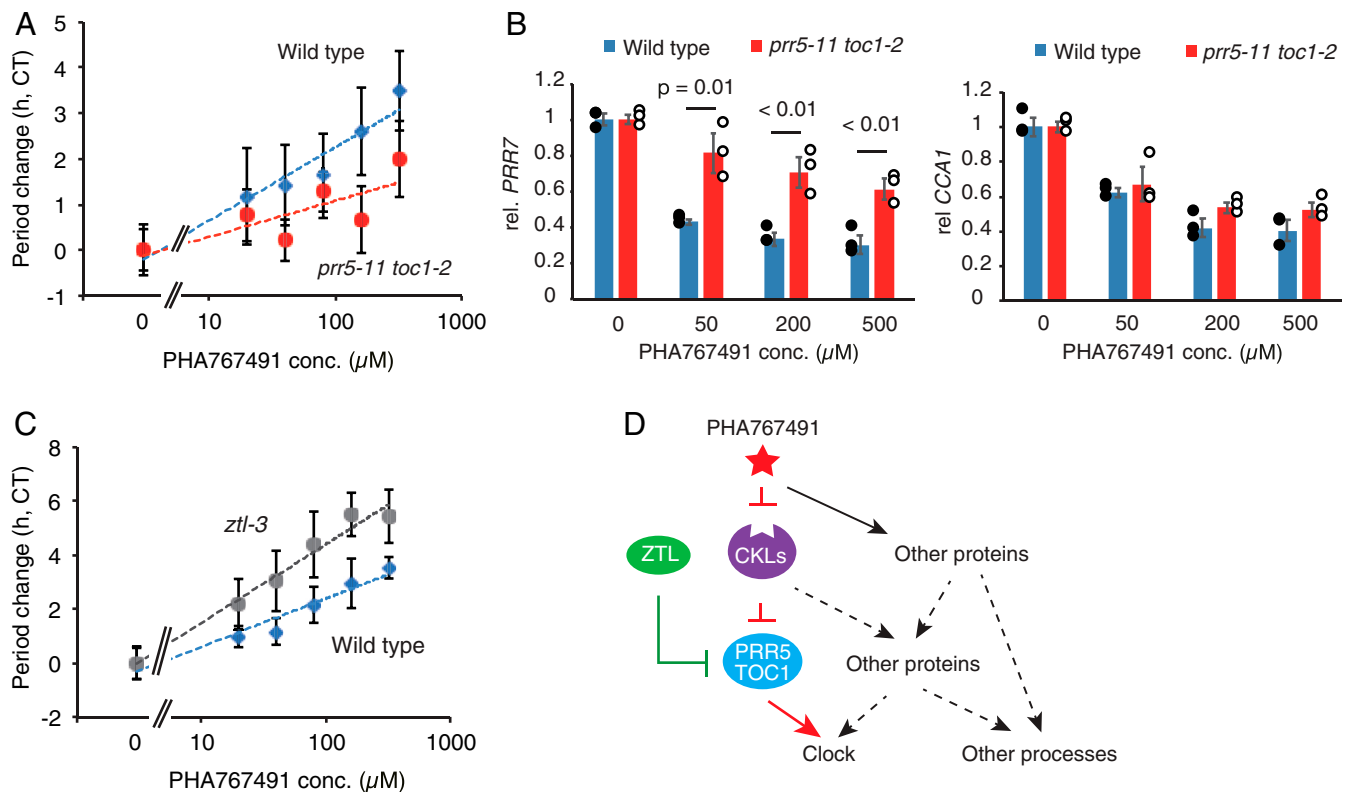 A
Period change (h, CT)
5
4
3
2
1
0
-1
Wild type
prr5-11 toc1-2
0
10
100
1000
PHA767491 conc. (µM)
B
Wild type
prr5-11 toc1-2
rel. PRR7
1.2
1
0.8
0.6
0.4
0.2
0
p = 0.01
< 0.01
< 0.01
0
50
200
500
PHA767491 conc. (µM)
Wild type
prr5-11 toc1-2
rel CCA1
1.2
1
0.8
0.6
0.4
0.2
0
0
50
200
500
PHA767491 conc. (µM)
C
Period change (h, CT)
8
6
4
2
0
-2
ztl-3
Wild type
0
10
100
1000
PHA767491 conc. (µM)
D
PHA767491
ZTL
CKLs
Other proteins
PRR5
TOC1
Other proteins
Clock
Other processes